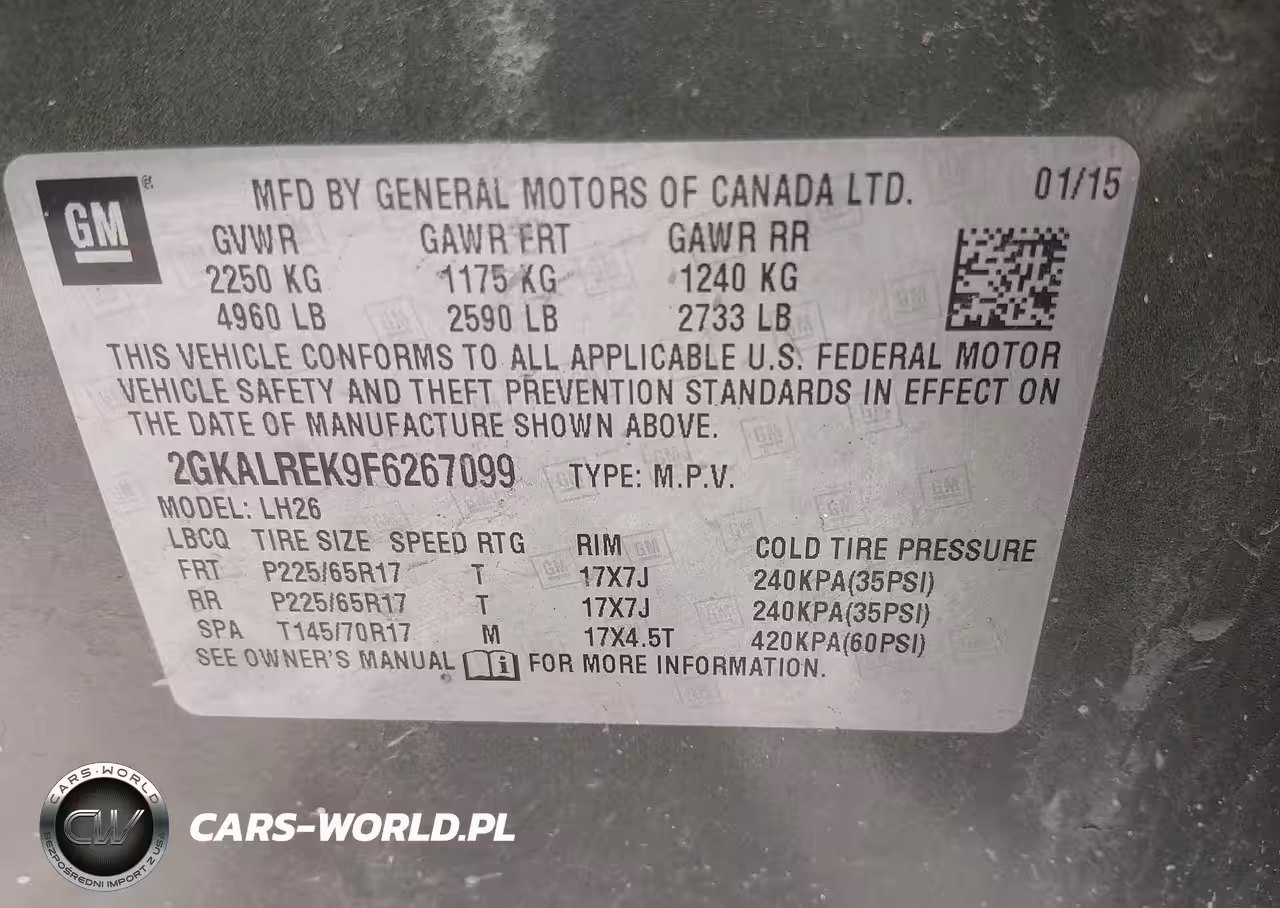 GM
®
MFD BY GENERAL MOTORS OF CANADA LTD. 01/15
GVWR GAWR FRT GAWR RR
2250 KG 1175 KG 1240 KG
4960 LB 2590 LB 2733 LB
THIS VEHICLE CONFORMS TO ALL APPLICABLE U.S. FEDERAL MOTOR
VEHICLE SAFETY AND THEFT PREVENTION STANDARDS IN EFFECT ON
THE DATE OF MANUFACTURE SHOWN ABOVE.
2GKALREK9F6267099 TYPE: M.P.V.
MODEL: LH26
LBCQ TIRE SIZE SPEED RTG RIM COLD TIRE PRESSURE
FRT P225/65R17 T 17X7J 240KPA(35PSI)
RR P225/65R17 T 17X7J 240KPA(35PSI)
SPA T145/70R17 M 17X4.5T 420KPA(60PSI)
SEE OWNER'S MANUAL i FOR MORE INFORMATION.
CARS-WORLD
CW
BEZPOŚREDNI IMPORT Z USA
CARS-WORLD.PL